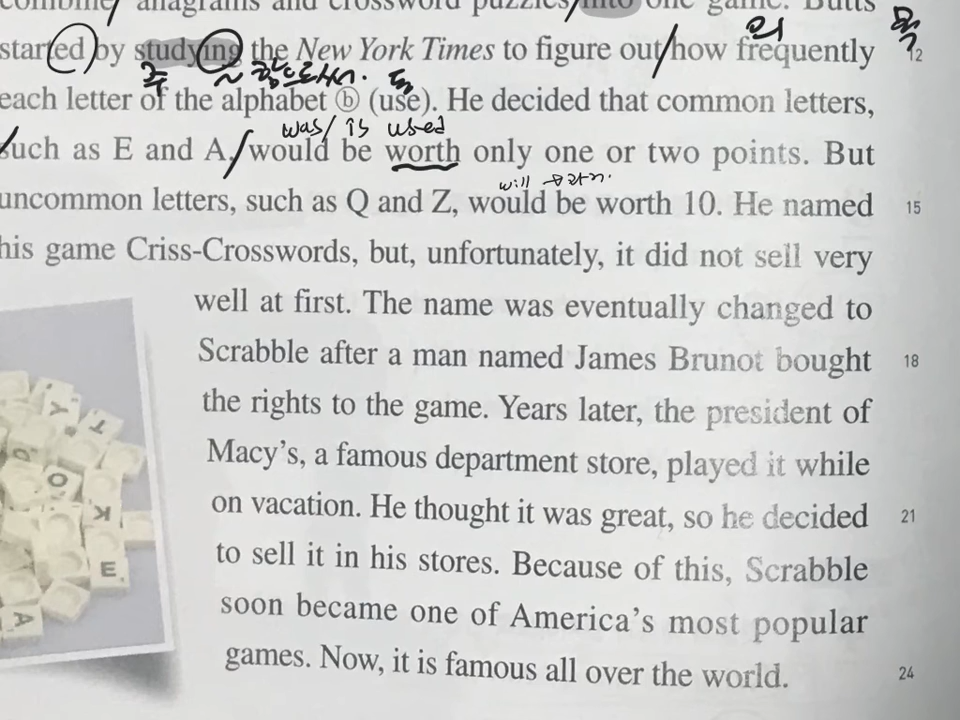 combine anagrams and crossword puzzles into one game. Butts
started by studying the New York Times to figure out how frequently 12
의
주
동
each letter of the alphabet ⓑ (use). He decided that common letters,
was/ is used
such as E and A, would be worth only one or two points. But
will
uncommon letters, such as Q and Z, would be worth 10. He named 15
his game Criss-Crosswords, but, unfortunately, it did not sell very
well at first. The name was eventually changed to
Scrabble after a man named James Brunot bought 18
the rights to the game. Years later, the president of
Macy's, a famous department store, played it while
on vacation. He thought it was great, so he decided 21
to sell it in his stores. Because of this, Scrabble
soon became one of America's most popular
games. Now, it is famous all over the world. 24
Y
T
O
K
E
A